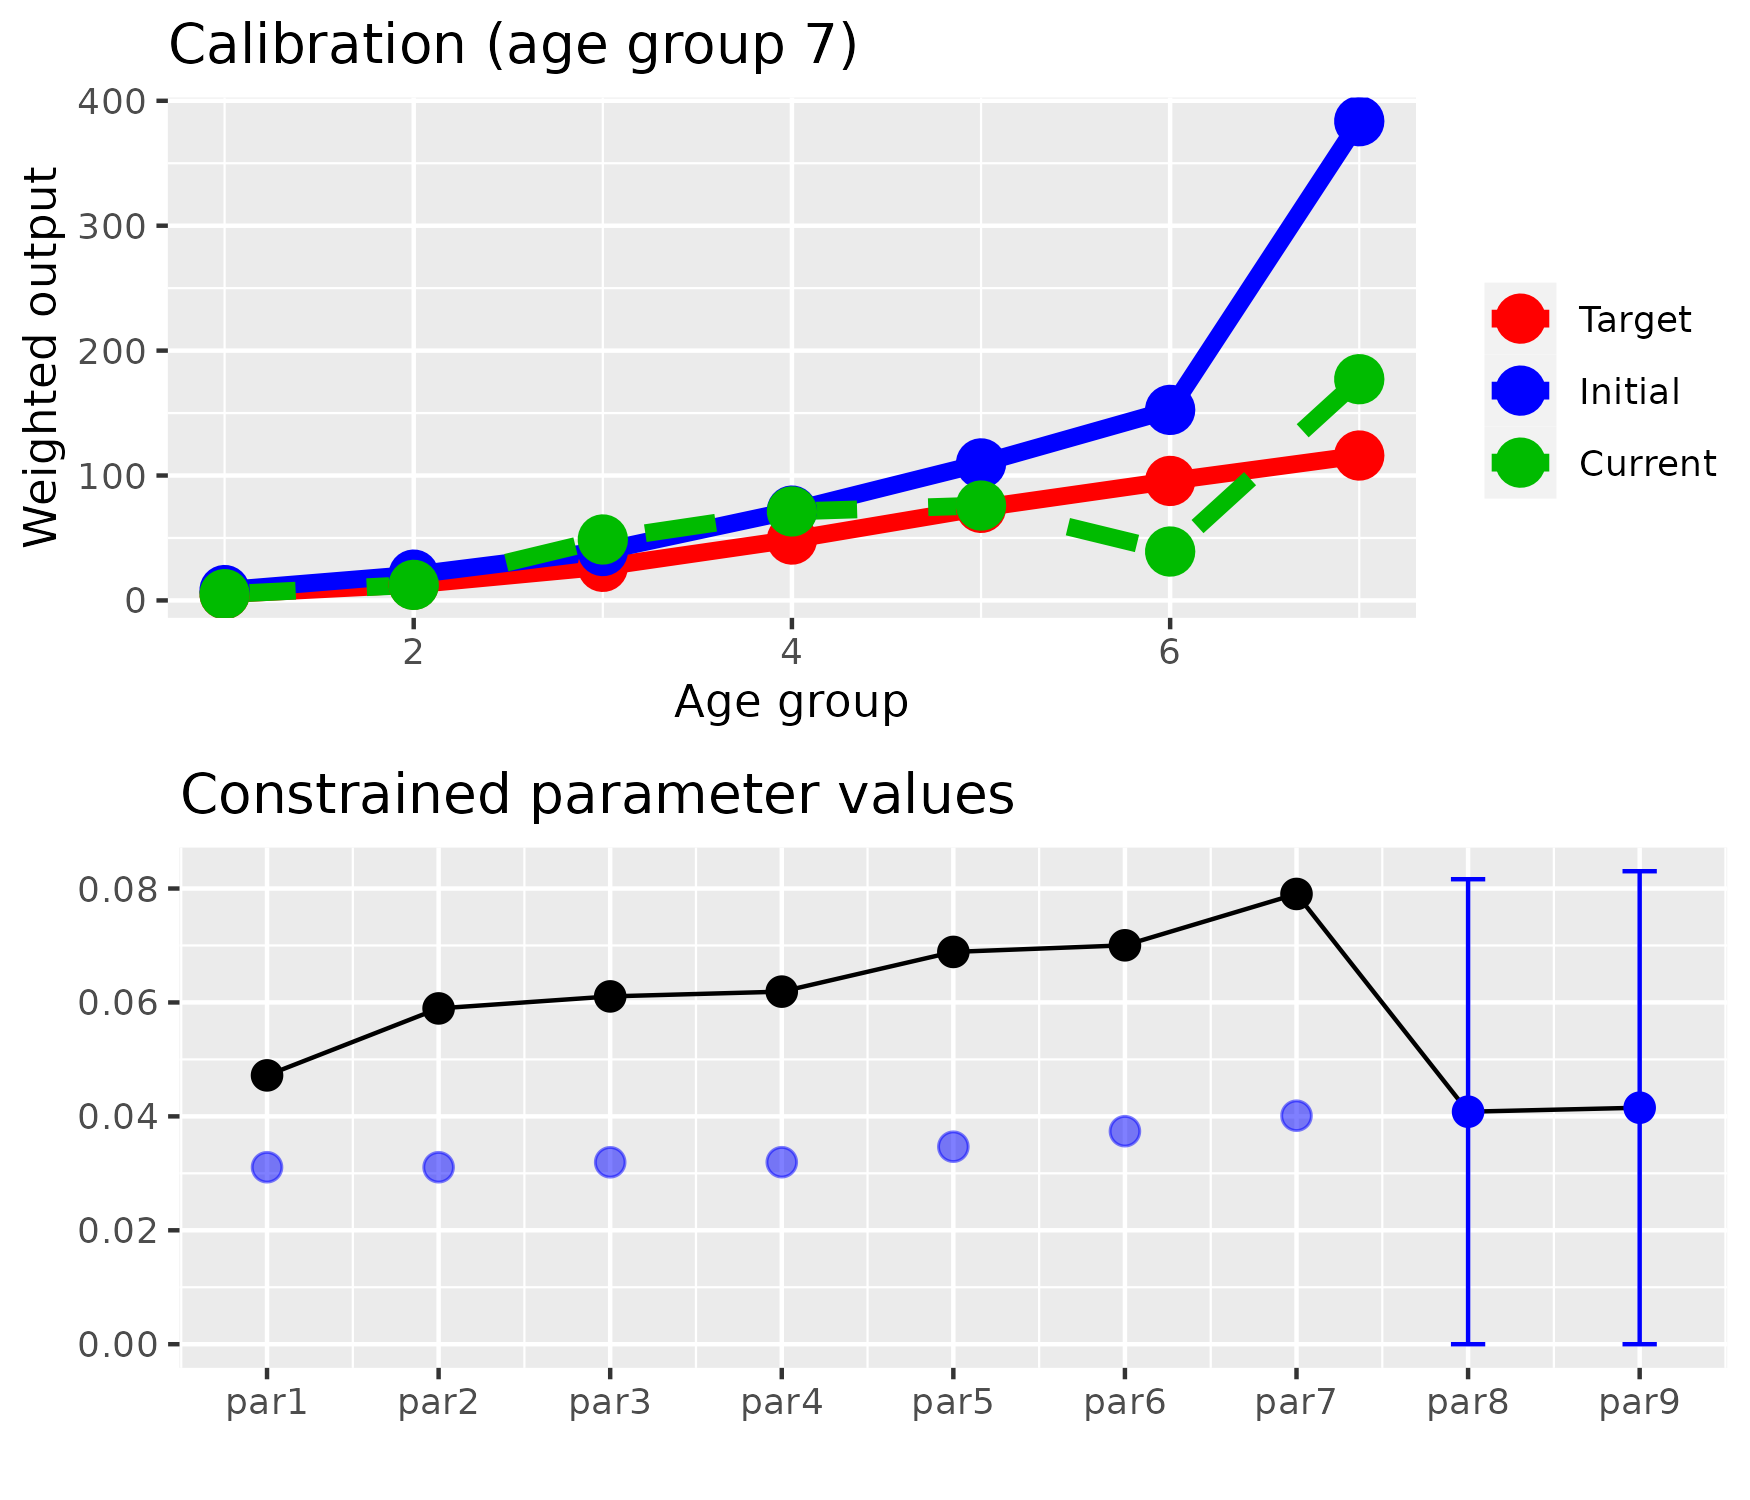 Calibration (age group 7)
Weighted output
400
300
200
100
0
2 4 6
Age group
Target
Initial
Current
Constrained parameter values
0.08
0.06
0.04
0.02
0.00
par1 par2 par3 par4 par5 par6 par7 par8 par9